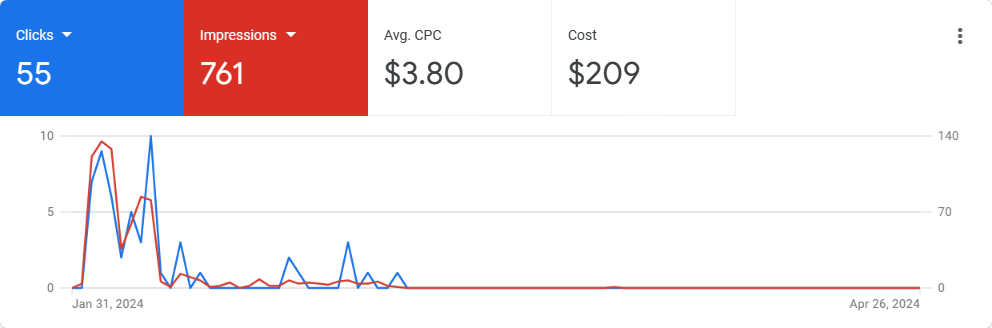 Clicks
Impressions
Avg. CPC
Cost
55
761
$3.80
$209
10
140
5
70
0
0
Jan 31, 2024
Apr 26, 2024